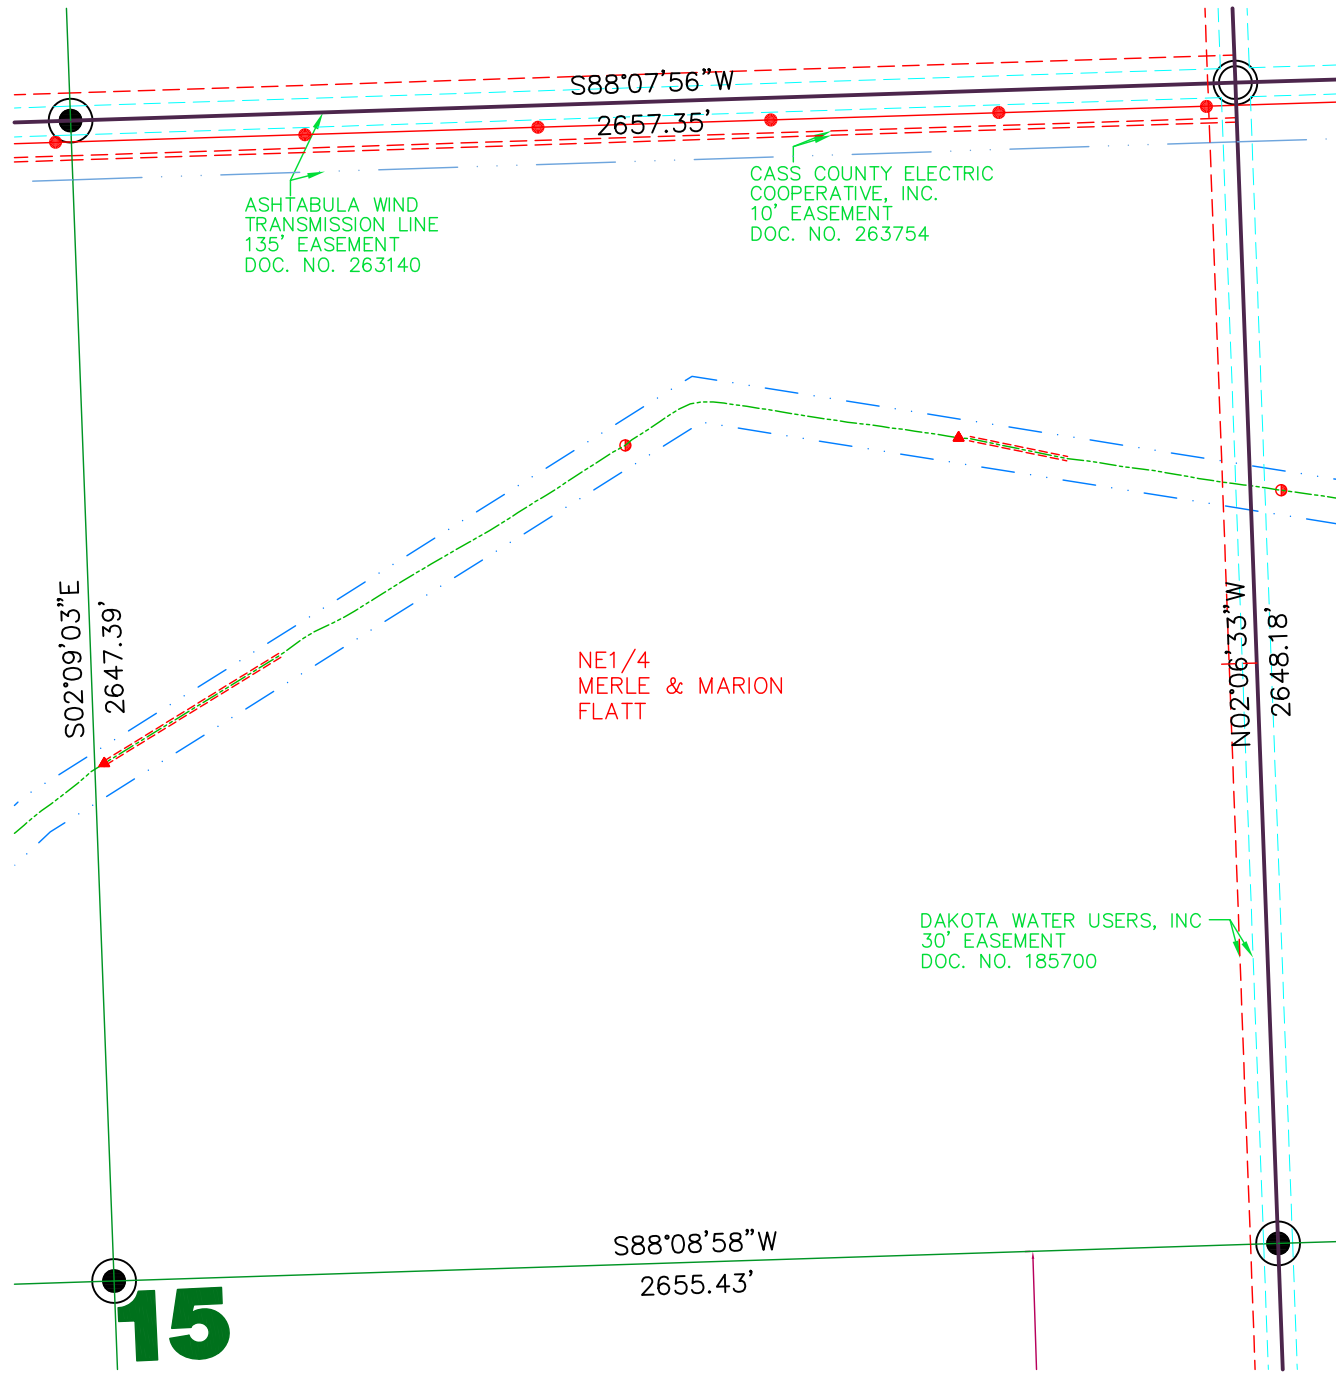 S88°07'56"W
2657.35'
CASS COUNTY ELECTRIC
COOPERATIVE, INC.
10' EASEMENT
DOC. NO. 263754
ASHTABULA WIND
TRANSMISSION LINE
135' EASEMENT
DOC. NO. 263140
S02°09'03"E
2647.39'
NE1/4
MERLE & MARION
FLATT
N02°06'33"W
2648.18'
DAKOTA WATER USERS, INC
30' EASEMENT
DOC. NO. 185700
S88°08'58"W
2655.43'
15